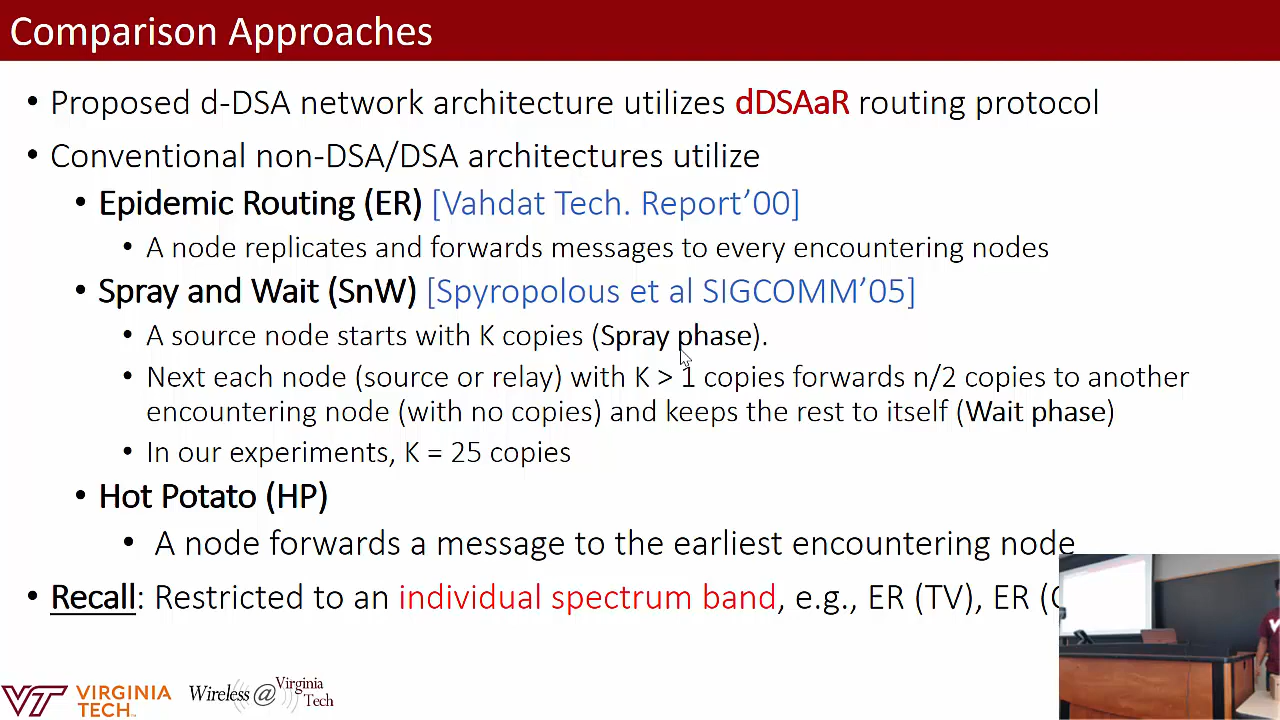 Comparison Approaches
• Proposed d-DSA network architecture utilizes dDSAaR routing protocol
• Conventional non-DSA/DSA architectures utilize
• Epidemic Routing (ER) [Vahdat Tech. Report’00]
• A node replicates and forwards messages to every encountering nodes
• Spray and Wait (SnW) [Spyropolous et al SIGCOMM’05]
• A source node starts with K copies (Spray phase).
• Next each node (source or relay) with K > 1 copies forwards n/2 copies to another
encountering node (with no copies) and keeps the rest to itself (Wait phase)
• In our experiments, K = 25 copies
• Hot Potato (HP)
• A node forwards a message to the earliest encountering node
• Recall: Restricted to an individual spectrum band, e.g., ER (TV), ER (
VT VIRGINIA TECH
Wireless @ Virginia Tech